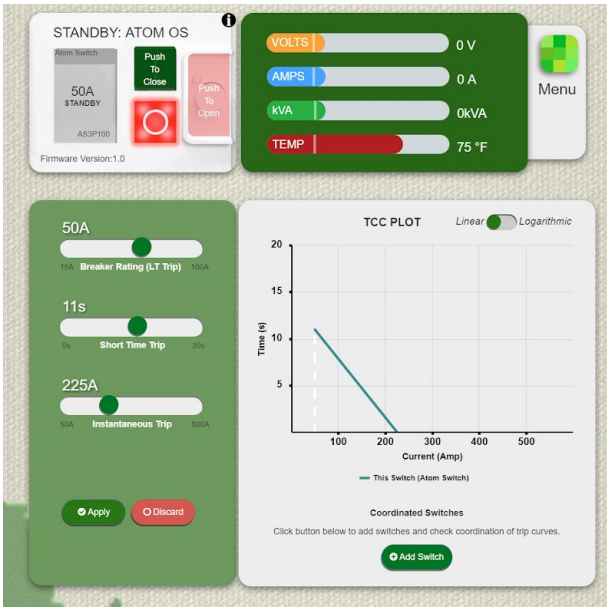 STANDBY: ATOM OS
Atom Switch
50A
STANDBY
AS3P100
Push
To
Close
Push
To
Open
Firmware Version:1.0
VOLTS
0 V
AMPS
0 A
kVA
0kVA
TEMP
75 °F
Menu
50A
15A Breaker Rating (LT Trip) 100A
11s
0s Short Time Trip 20s
225A
50A Instantaneous Trip 600A
Apply
Discard
TCC PLOT
Linear
Logarithmic
20
15
10
5
Time (s)
100 200 300 400 500
Current (Amp)
This Switch (Atom Switch)
Coordinated Switches
Click button below to add switches and check coordination of trip curves.
Add Switch